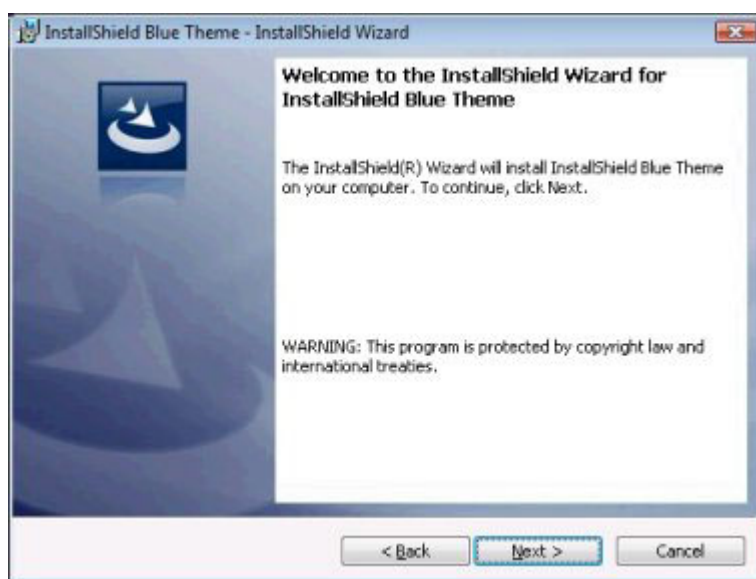 InstallShield Blue Theme - InstallShield Wizard
Welcome to the InstallShield Wizard for
InstallShield Blue Theme
The InstallShield(R) Wizard will install InstallShield Blue Theme
on your computer. To continue, click Next.
WARNING: This program is protected by copyright law and
international treaties.
< Back
Next >
Cancel